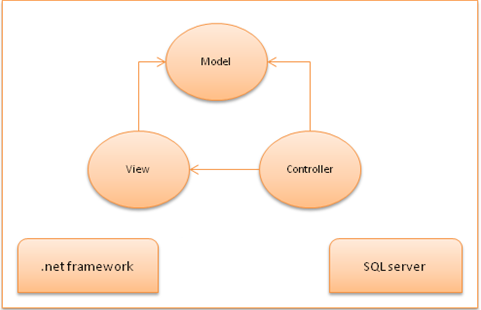 Model
View
Controller
.net framework
SQL server